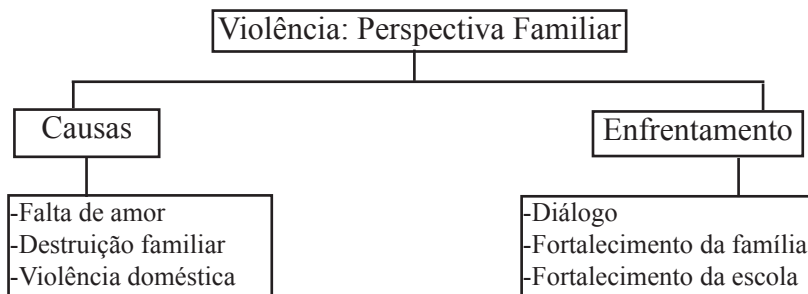 Violência: Perspectiva Familiar
Causas
Enfrentamento
-Falta de amor
-Destruição familiar
-Violência doméstica
-Diálogo
-Fortalecimento da família
-Fortalecimento da escola